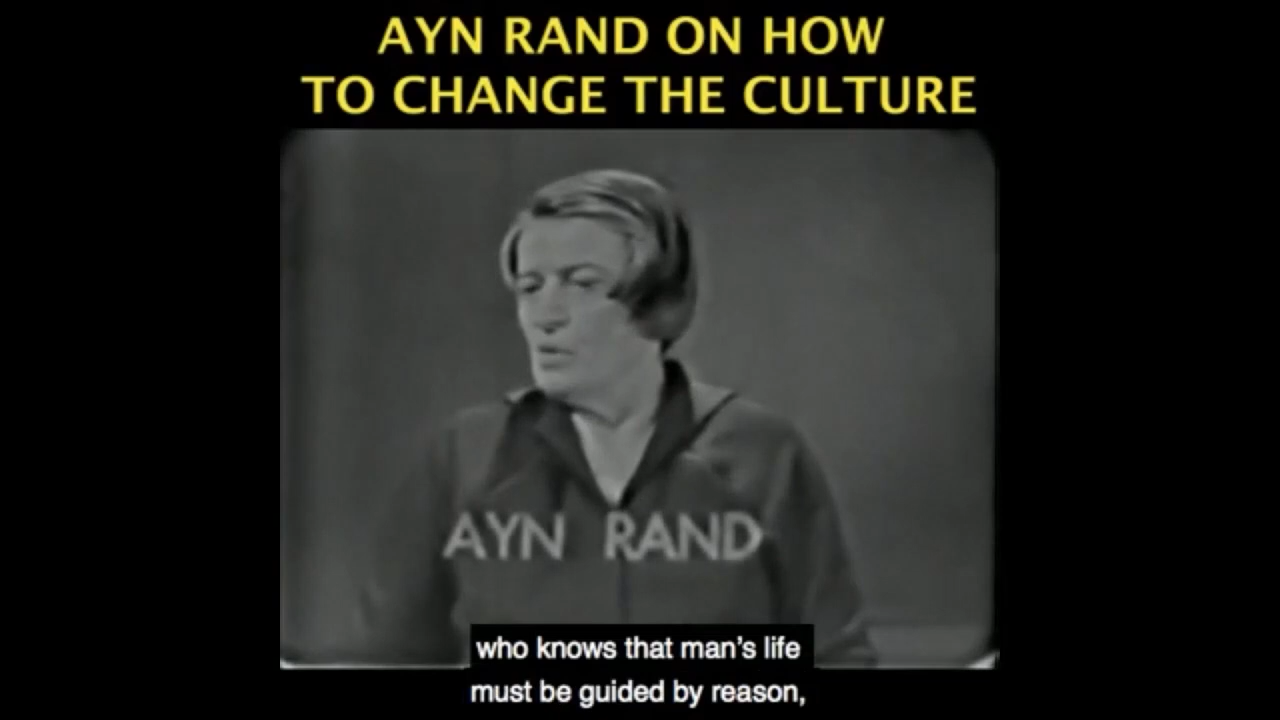 AYN RAND ON HOW
TO CHANGE THE CULTURE
AYN RAND
who knows that man's life
must be guided by reason,